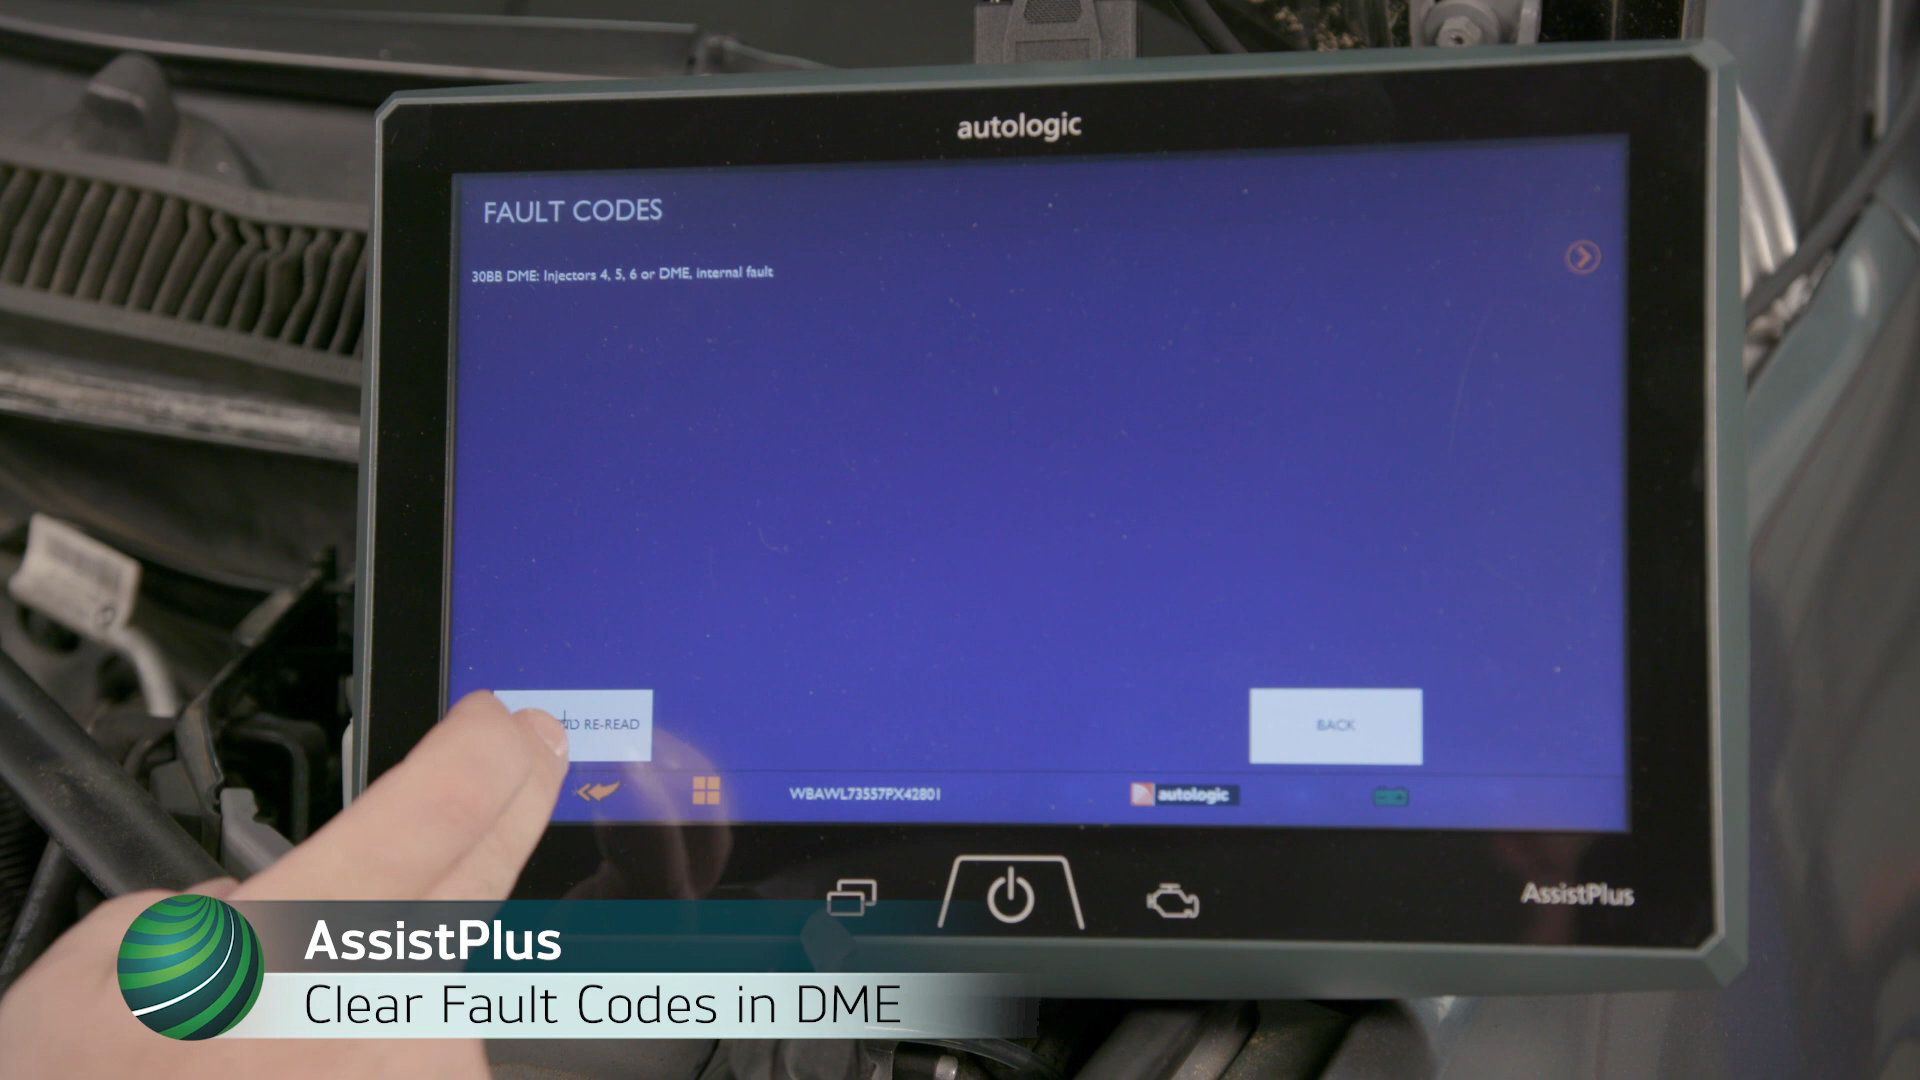 autologic
FAULT CODES
30BB DME: Injectors 4, 5, 6 or DME, internal fault
RE-READ
BACK
WBAWL73557PX42801
autologic
AssistPlus
AssistPlus
Clear Fault Codes in DME